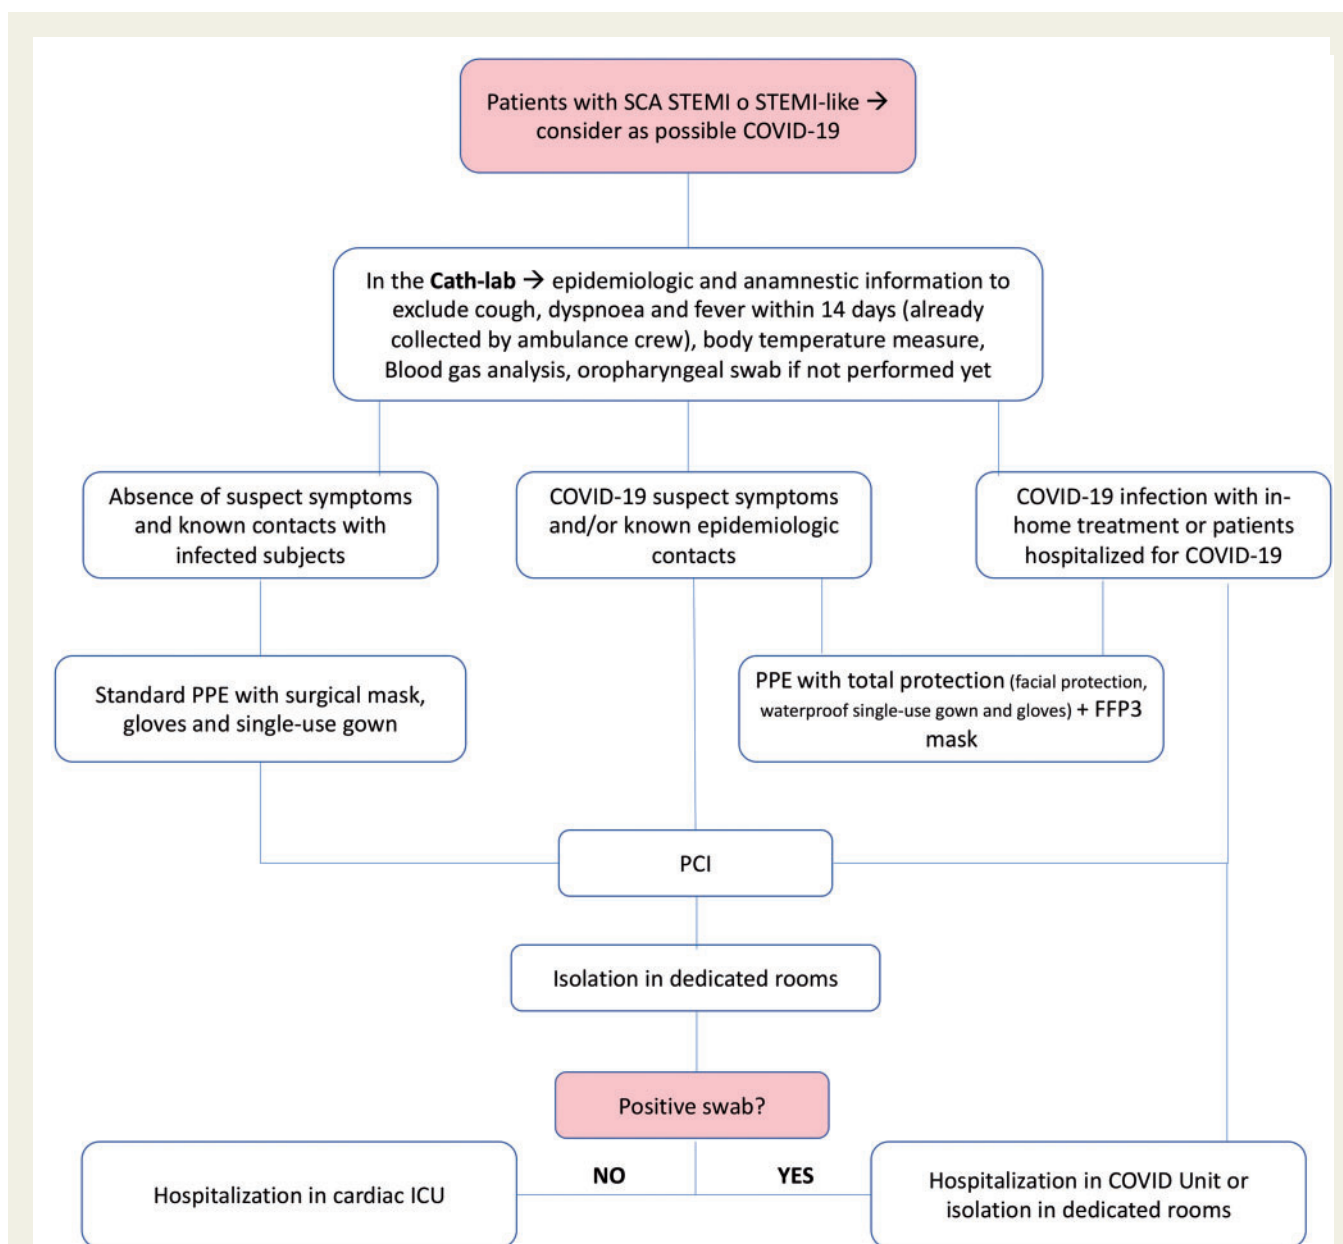 Patients with SCA STEMI o STEMI-like →
consider as possible COVID-19
In the Cath-lab → epidemiologic and anamnestic information to
exclude cough, dyspnoea and fever within 14 days (already
collected by ambulance crew), body temperature measure,
Blood gas analysis, oropharyngeal swab if not performed yet
Absence of suspect symptoms
and known contacts with
infected subjects
COVID-19 suspect symptoms
and/or known epidemiologic
contacts
COVID-19 infection with in-
home treatment or patients
hospitalized for COVID-19
Standard PPE with surgical mask,
gloves and single-use gown
PPE with total protection (facial protection,
waterproof single-use gown and gloves) + FFP3
mask
PCI
Isolation in dedicated rooms
Positive swab?
NO
YES
Hospitalization in cardiac ICU
Hospitalization in COVID Unit or
isolation in dedicated rooms